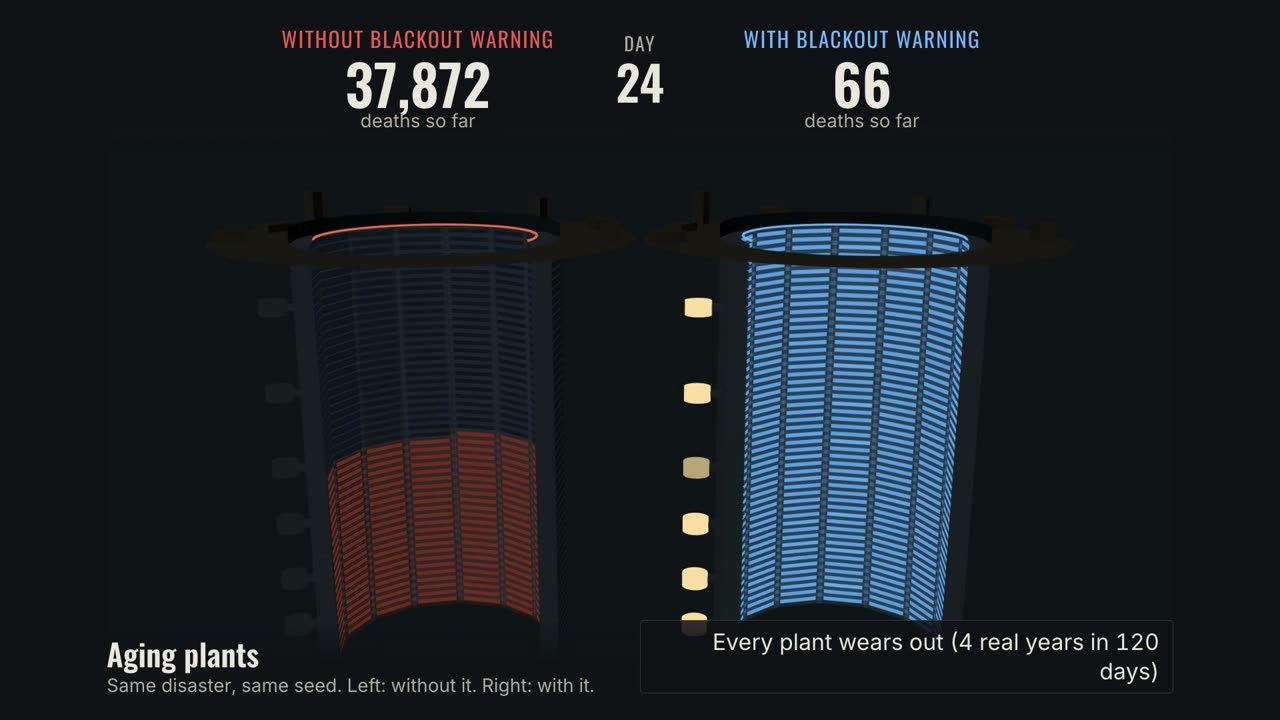 WITHOUT BLACKOUT WARNING
37,872
deaths so far
DAY
24
WITH BLACKOUT WARNING
66
deaths so far
Aging plants
Same disaster, same seed. Left: without it. Right: with it.
Every plant wears out (4 real years in 120
days)